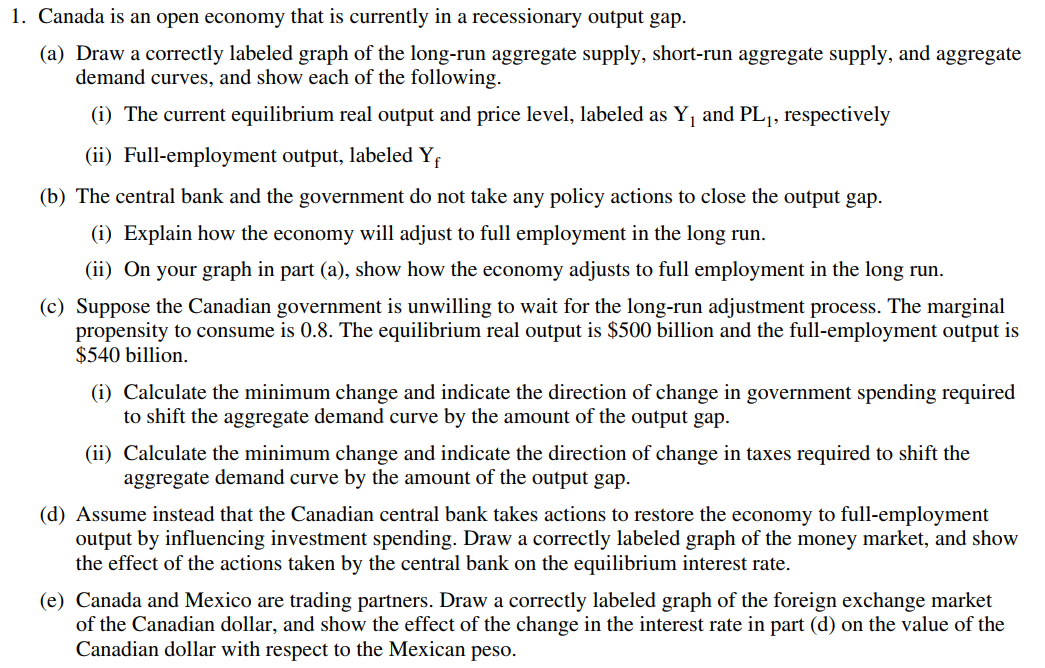 1. Canada is an open economy that is currently in a recessionary output gap.
(a) Draw a correctly labeled graph of the long-run aggregate supply, short-run aggregate supply, and aggregate
demand curves, and show each of the following.
(i) The current equilibrium real output and price level, labeled as Y₁ and PL₁, respectively
(ii) Full-employment output, labeled Y_f
(b) The central bank and the government do not take any policy actions to close the output gap.
(i) Explain how the economy will adjust to full employment in the long run.
(ii) On your graph in part (a), show how the economy adjusts to full employment in the long run.
(c) Suppose the Canadian government is unwilling to wait for the long-run adjustment process. The marginal
propensity to consume is 0.8. The equilibrium real output is $500 billion and the full-employment output is
$540 billion.
(i) Calculate the minimum change and indicate the direction of change in government spending required
to shift the aggregate demand curve by the amount of the output gap.
(ii) Calculate the minimum change and indicate the direction of change in taxes required to shift the
aggregate demand curve by the amount of the output gap.
(d) Assume instead that the Canadian central bank takes actions to restore the economy to full-employment
output by influencing investment spending. Draw a correctly labeled graph of the money market, and show
the effect of the actions taken by the central bank on the equilibrium interest rate.
(e) Canada and Mexico are trading partners. Draw a correctly labeled graph of the foreign exchange market
of the Canadian dollar, and show the effect of the change in the interest rate in part (d) on the value of the
Canadian dollar with respect to the Mexican peso.